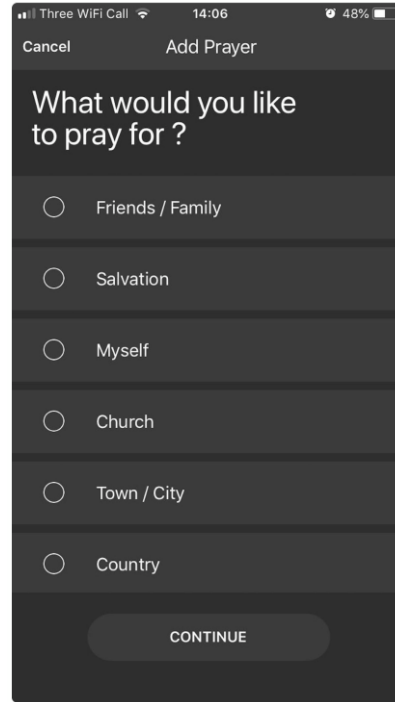 Three WiFi Call 14:06 48%
Cancel Add Prayer
What would you like
to pray for ?
Friends / Family
Salvation
Myself
Church
Town / City
Country
CONTINUE